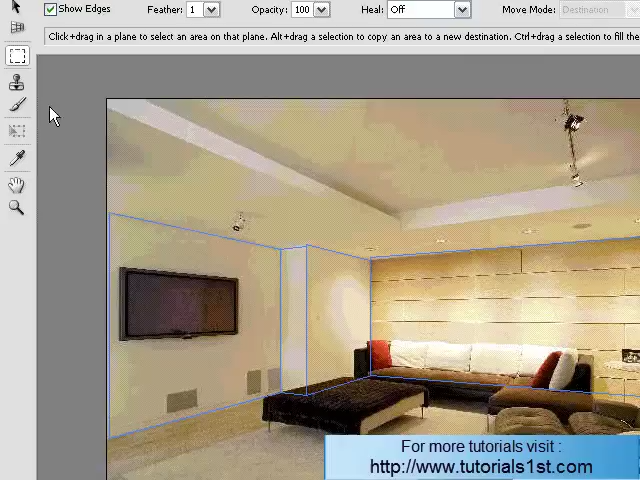 Show Edges Feather: 1 Opacity: 100 Heal: Off Move Mode: Destination
Click+drag in a plane to select an area on that plane. Alt+drag a selection to copy an area to a new destination. Ctrl+drag a selection to fill the
For more tutorials visit :
http://www.tutorials1st.com